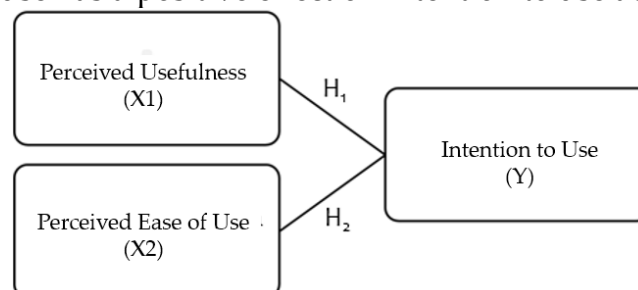 Perceived Usefulness
(X1)
H₁
Intention to Use
(Y)
Perceived Ease of Use
(X2)
H₂